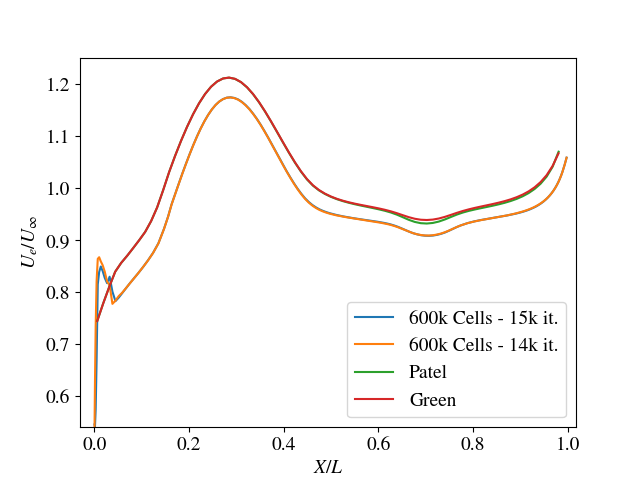 1.2
1.1
1.0
0.9
0.8
0.7
0.6
U_e/U_∞
600k Cells - 15k it.
600k Cells - 14k it.
Patel
Green
0.0 0.2 0.4 0.6 0.8 1.0
X/L